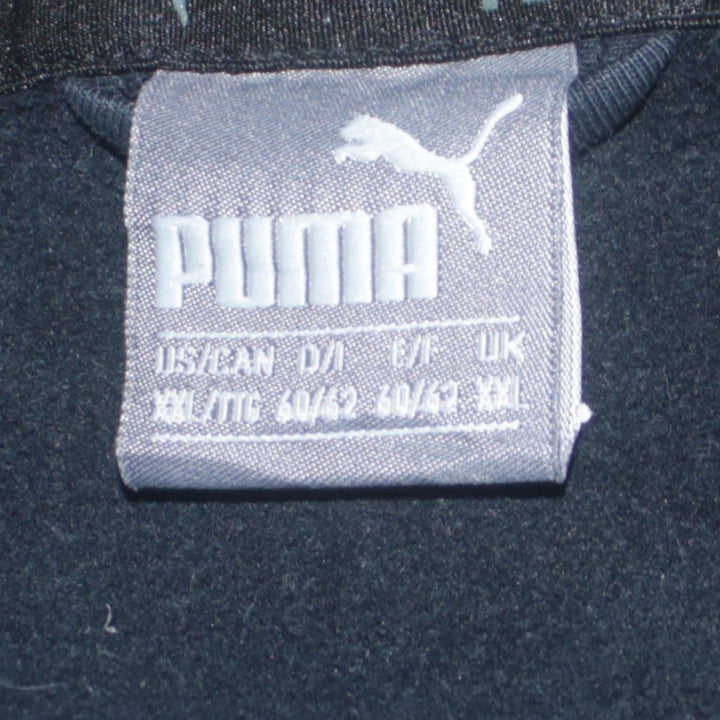 PUMA
US/CAN D/I E/F UK
XXL/TTG 60/62 60/62 XXL